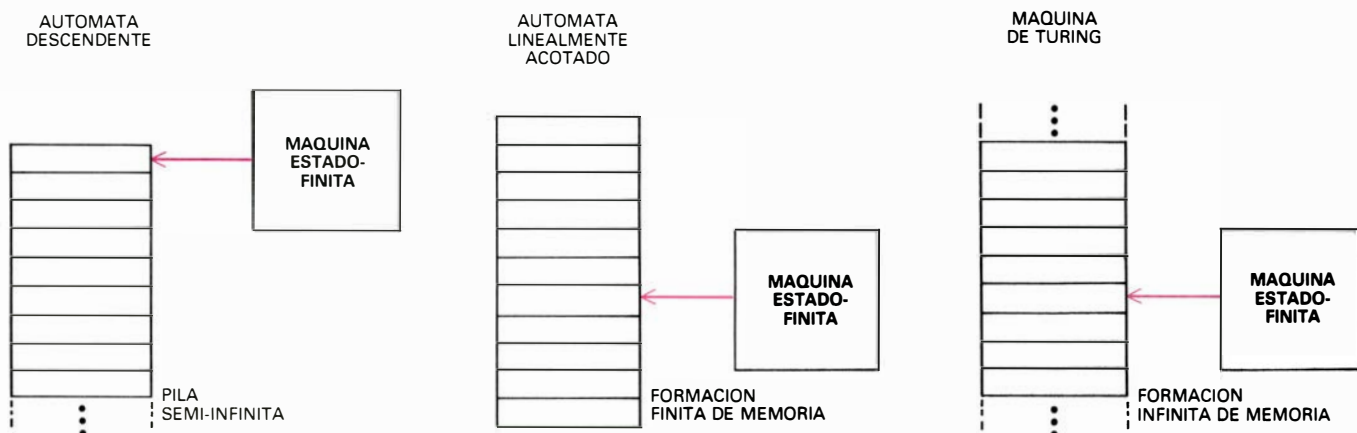 AUTOMATA
DESCENDENTE
MAQUINA
ESTADO-
FINITA
PILA
SEMI-INFINITA
AUTOMATA
LINEALMENTE
ACOTADO
MAQUINA
ESTADO-
FINITA
FORMACION
FINITA DE MEMORIA
MAQUINA
DE TURING
MAQUINA
ESTADO-
FINITA
FORMACION
INFINITA DE MEMORIA